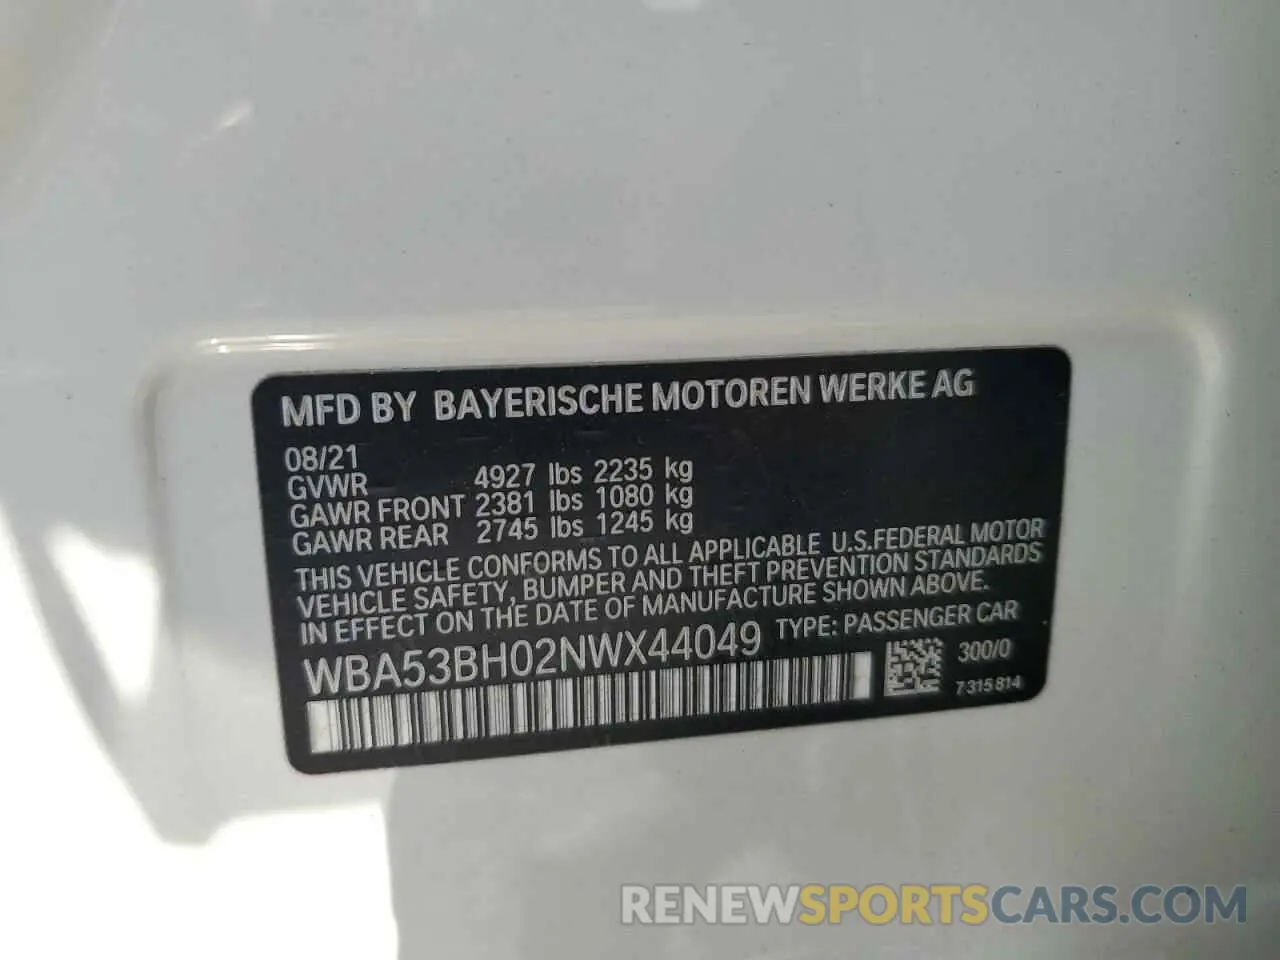 MFD BY BAYERISCHE MOTOREN WERKE AG
08/21
GVWR 4927 lbs 2235 kg
GAWR FRONT 2381 lbs 1080 kg
GAWR REAR 2745 lbs 1245 kg
THIS VEHICLE CONFORMS TO ALL APPLICABLE U.S.FEDERAL MOTOR
VEHICLE SAFETY, BUMPER AND THEFT PREVENTION STANDARDS
IN EFFECT ON THE DATE OF MANUFACTURE SHOWN ABOVE.
WBA53BH02NWX44049 TYPE: PASSENGER CAR
300/0
7315814
RENEWSPORTSCARS.COM